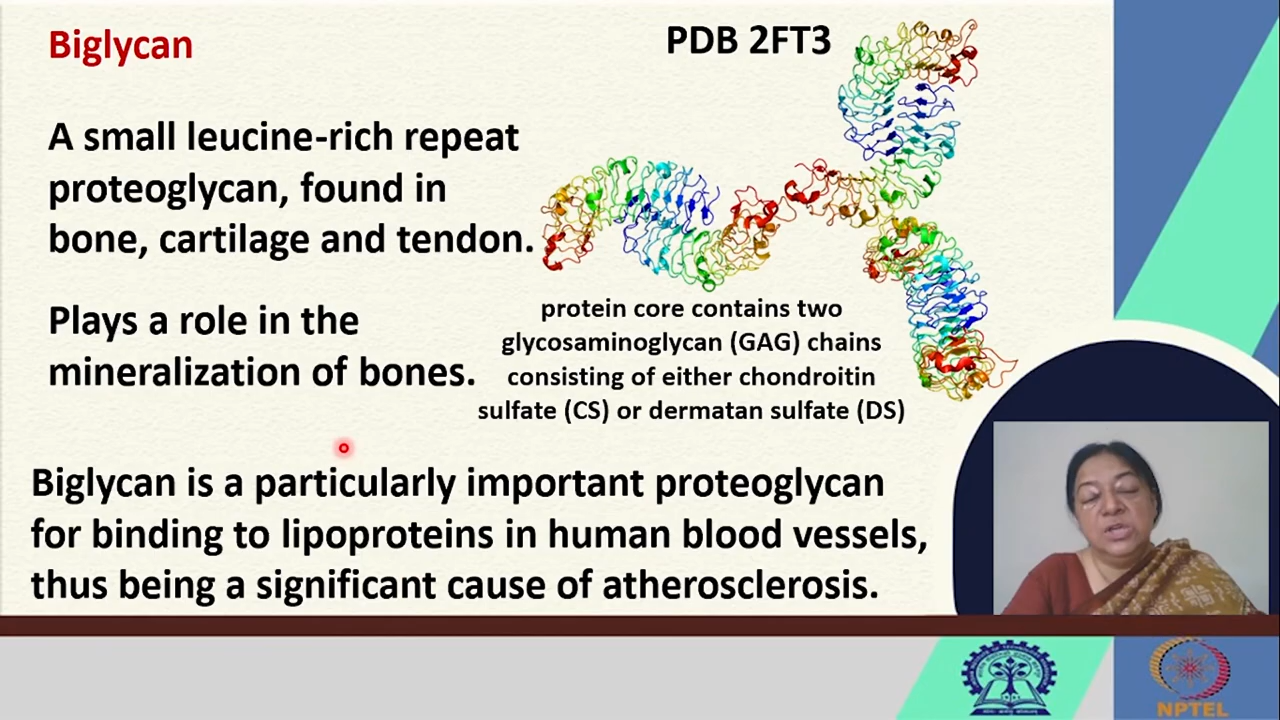 Biglycan
PDB 2FT3
A small leucine-rich repeat
proteoglycan, found in
bone, cartilage and tendon.
Plays a role in the
mineralization of bones.
protein core contains two
glycosaminoglycan (GAG) chains
consisting of either chondroitin
sulfate (CS) or dermatan sulfate (DS)
Biglycan is a particularly important proteoglycan
for binding to lipoproteins in human blood vessels,
thus being a significant cause of atherosclerosis.
NPTEL